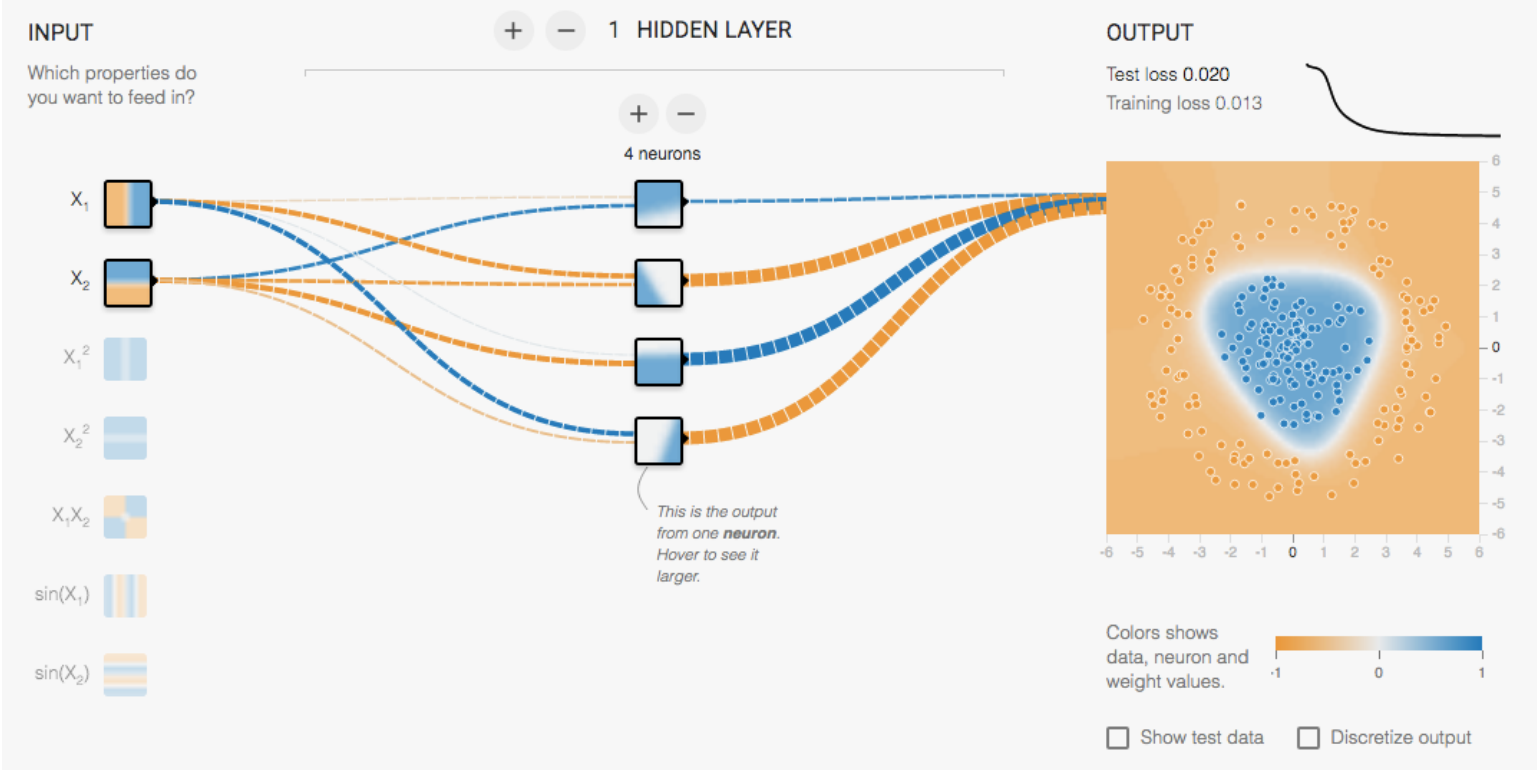 INPUT
Which properties do
you want to feed in?
X1
X2
X1²
X2²
X1X2
sin(X1)
sin(X2)
+ − 1 HIDDEN LAYER
+ −
4 neurons
This is the output
from one neuron.
Hover to see it
larger.
OUTPUT
Test loss 0.020
Training loss 0.013
6
5
4
3
2
1
0
-1
-2
-3
-4
-5
-6
-6 -5 -4 -3 -2 -1 0 1 2 3 4 5 6
Colors shows
data, neuron and
weight values.
-1 0 1
Show test data Discretize output